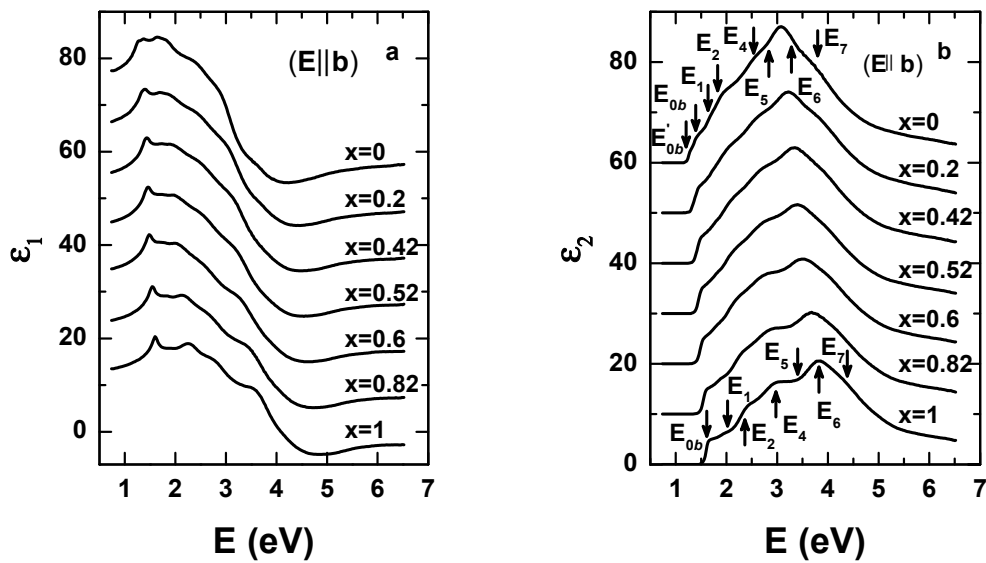 80
60
40
20
0
ε1
(E||b) a
x=0
x=0.2
x=0.42
x=0.52
x=0.6
x=0.82
x=1
1 2 3 4 5 6 7
E (eV)
80
60
40
20
0
ε2
(E|| b) b
E'0b
E0b
E1
E2
E4
E5
E6
E7
x=0
x=0.2
x=0.42
x=0.52
x=0.6
x=0.82
x=1
E0b
E1
E2
E4
E5
E6
E7
1 2 3 4 5 6 7
E (eV)